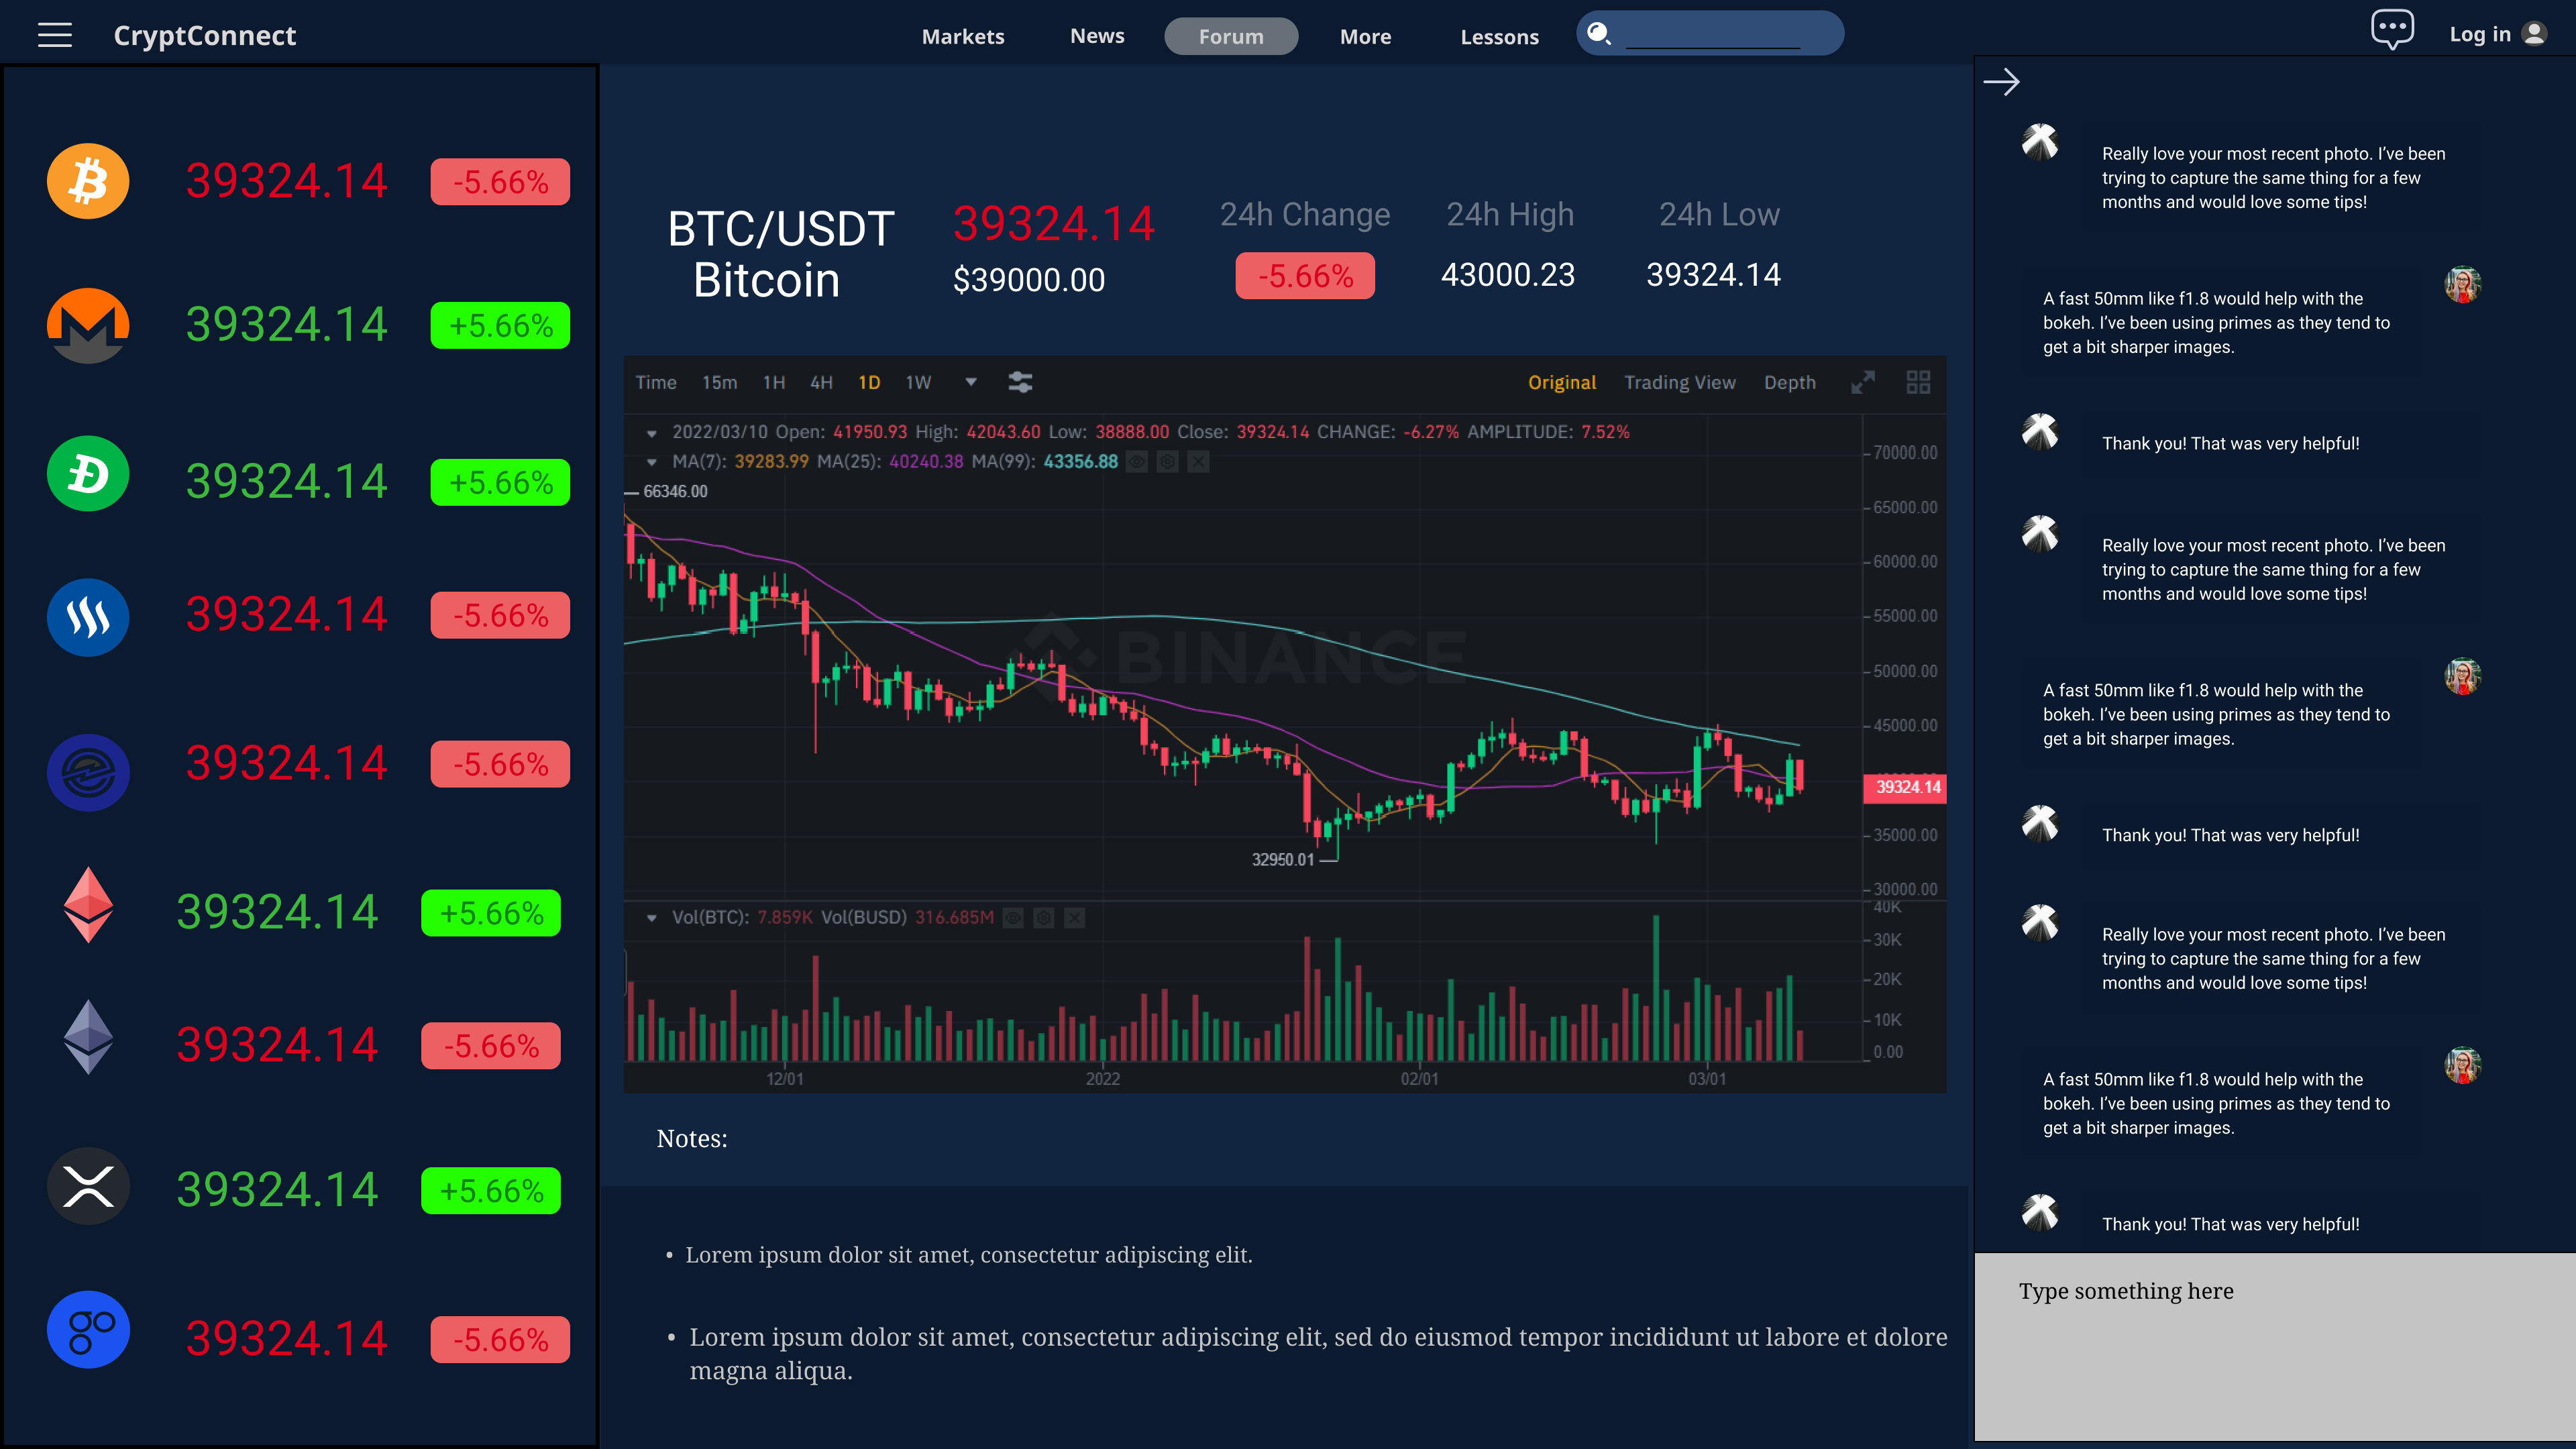 CryptConnect
Markets
News
Forum
More
Lessons
Log in
39324.14
-5.66%
39324.14
+5.66%
39324.14
+5.66%
39324.14
-5.66%
39324.14
-5.66%
39324.14
+5.66%
39324.14
-5.66%
39324.14
+5.66%
39324.14
-5.66%
BTC/USDT
Bitcoin
39324.14
$39000.00
24h Change
-5.66%
24h High
43000.23
24h Low
39324.14
Time 15m 1H 4H 1D 1W
Original Trading View Depth
2022/03/10 Open: 41950.93 High: 42043.60 Low: 38888.00 Close: 39324.14 CHANGE: -6.27% AMPLITUDE: 7.52%
MA(7): 39283.99 MA(25): 40240.38 MA(99): 43356.88
66346.00
70000.00
65000.00
60000.00
55000.00
BINANCE
50000.00
45000.00
39324.14
35000.00
32950.01
30000.00
Vol(BTC): 7.859K Vol(BUSD) 316.685M
40K
30K
20K
10K
0.00
12/01
2022
02/01
03/01
Notes:
• Lorem ipsum dolor sit amet, consectetur adipiscing elit.
• Lorem ipsum dolor sit amet, consectetur adipiscing elit, sed do eiusmod tempor incididunt ut labore et dolore
magna aliqua.
Really love your most recent photo. I’ve been
trying to capture the same thing for a few
months and would love some tips!
A fast 50mm like f1.8 would help with the
bokeh. I’ve been using primes as they tend to
get a bit sharper images.
Thank you! That was very helpful!
Really love your most recent photo. I’ve been
trying to capture the same thing for a few
months and would love some tips!
A fast 50mm like f1.8 would help with the
bokeh. I’ve been using primes as they tend to
get a bit sharper images.
Thank you! That was very helpful!
Really love your most recent photo. I’ve been
trying to capture the same thing for a few
months and would love some tips!
A fast 50mm like f1.8 would help with the
bokeh. I’ve been using primes as they tend to
get a bit sharper images.
Thank you! That was very helpful!
Type something here